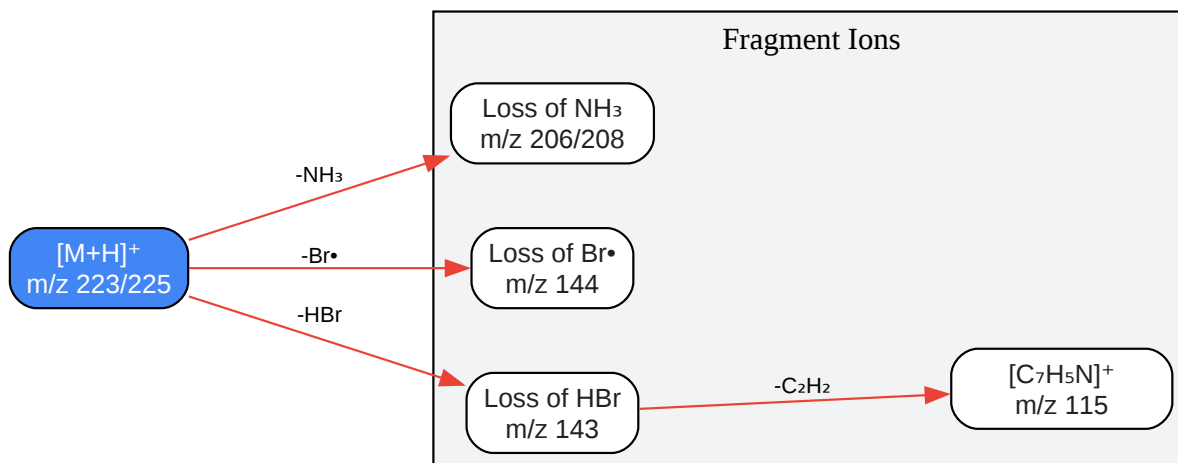 Fragment Ions
Loss of NH₃
m/z 206/208
-NH₃
[M+H]⁺
m/z 223/225
-Br•
Loss of Br•
m/z 144
-HBr
Loss of HBr
m/z 143
-C₂H₂
[C₇H₅N]⁺
m/z 115